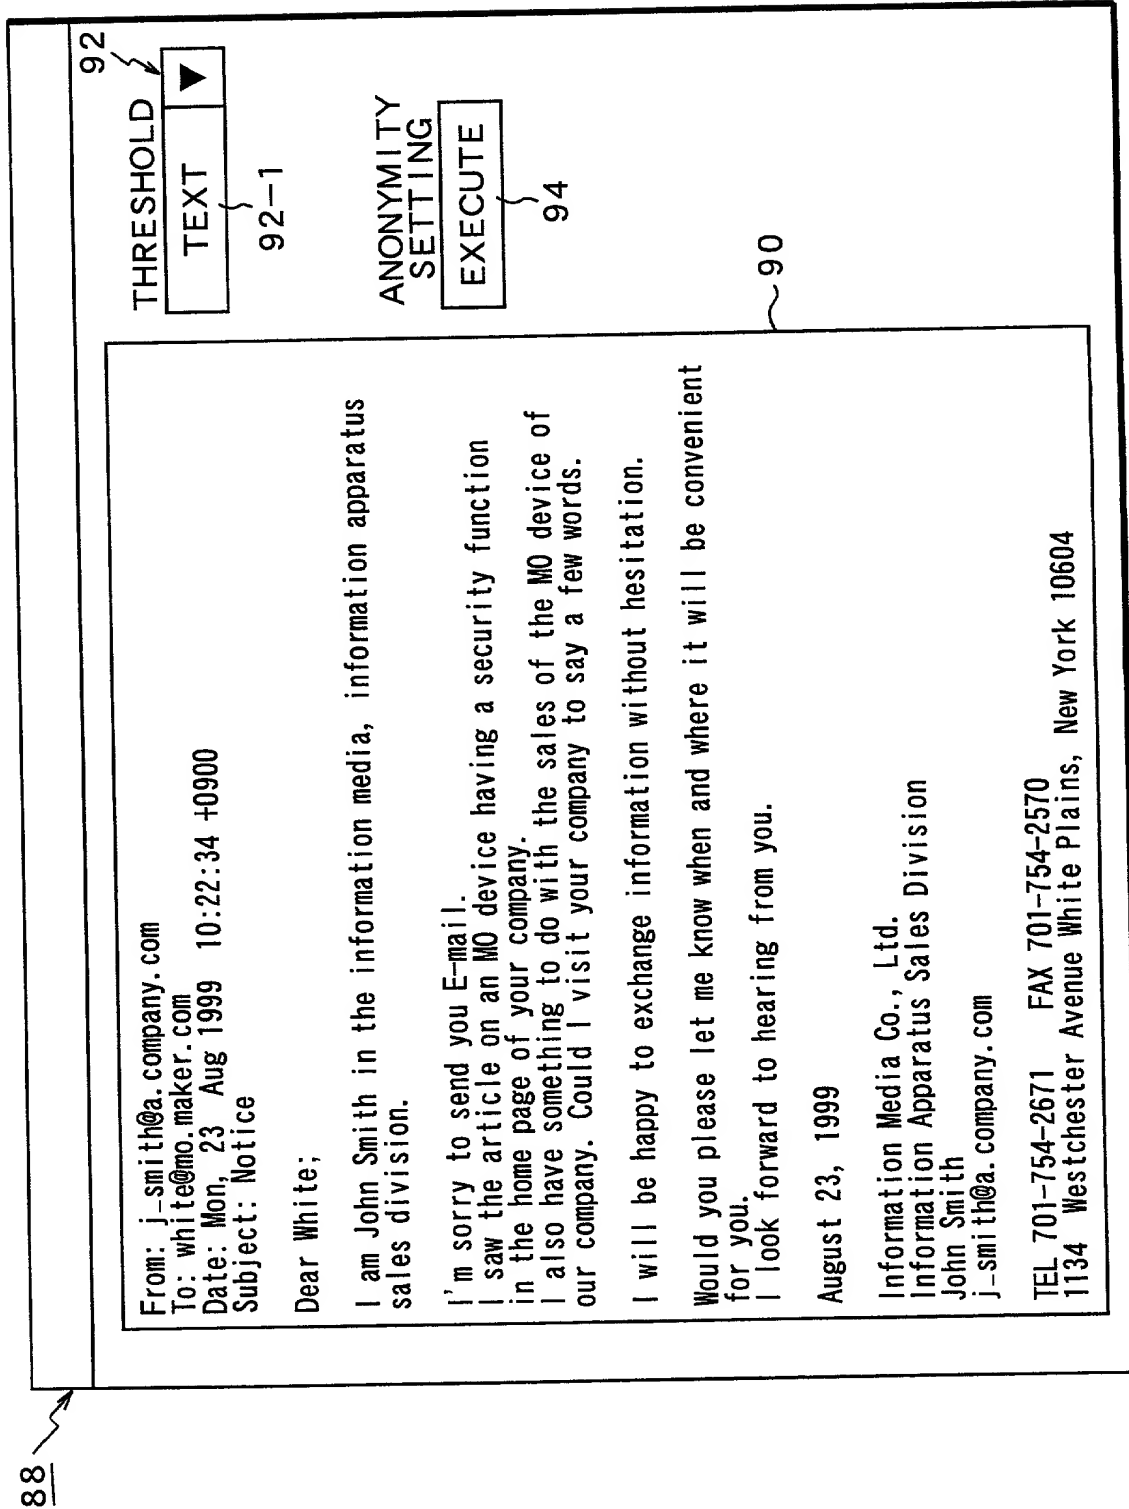 88
THRESHOLD
92
TEXT ▼
92-1
ANONYMITY
SETTING
EXECUTE
94
90
From: j_smith@a.company.com
To: white@mo.maker.com
Date: Mon, 23 Aug 1999 10:22:34 +0900
Subject: Notice
Dear White;
I am John Smith in the information media, information apparatus
sales division.
I'm sorry to send you E-mail.
I saw the article on an MO device having a security function
in the home page of your company.
I also have something to do with the sales of the MO device of
our company. Could I visit your company to say a few words.
I will be happy to exchange information without hesitation.
Would you please let me know when and where it will be convenient
for you.
I look forward to hearing from you.
August 23, 1999
Information Media Co., Ltd.
Information Apparatus Sales Division
John Smith
j_smith@a.company.com
TEL 701-754-2671 FAX 701-754-2570
1134 Westchester Avenue White Plains, New York 10604